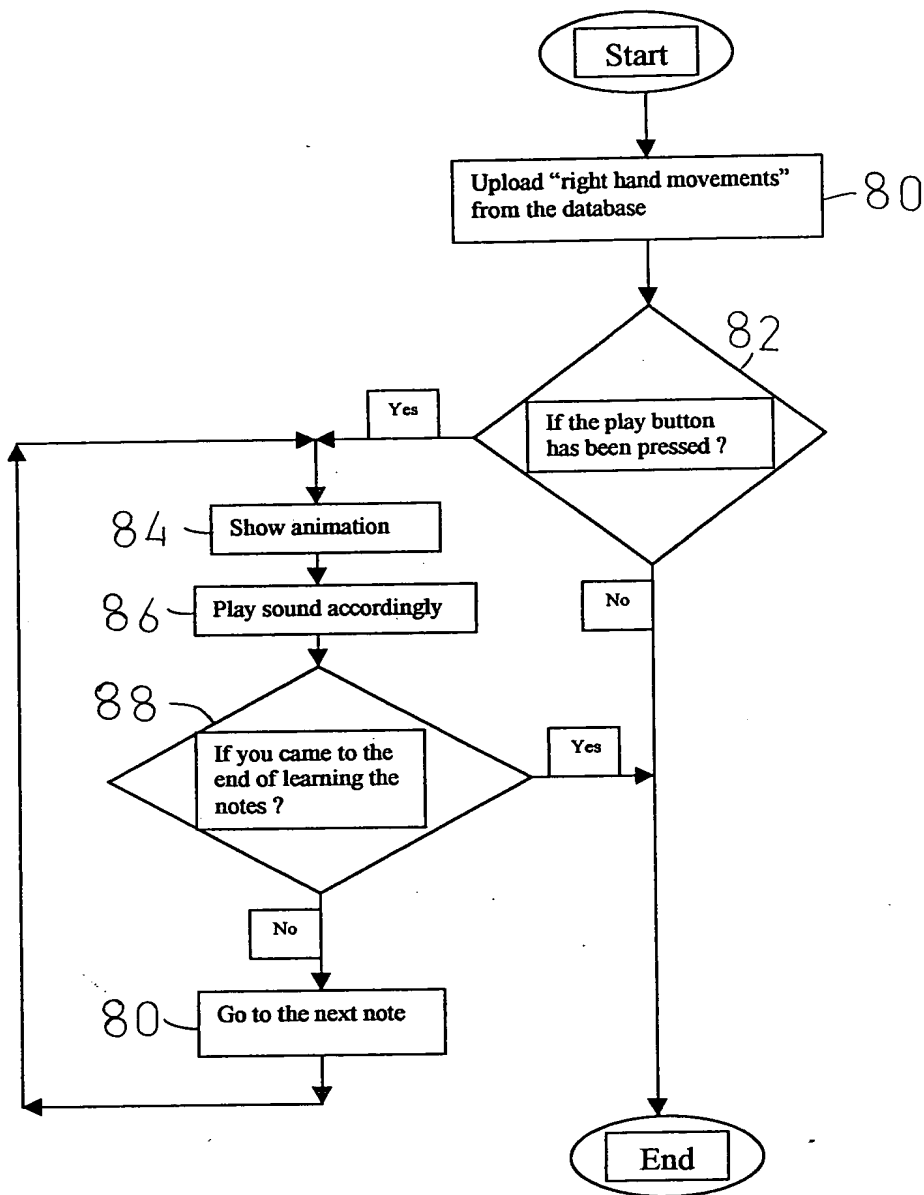 Start
Upload “right hand movements”
from the database
80
82
Yes
If the play button
has been pressed ?
84
Show animation
86
Play sound accordingly
No
88
If you came to the
end of learning the
notes ?
Yes
No
80
Go to the next note
End